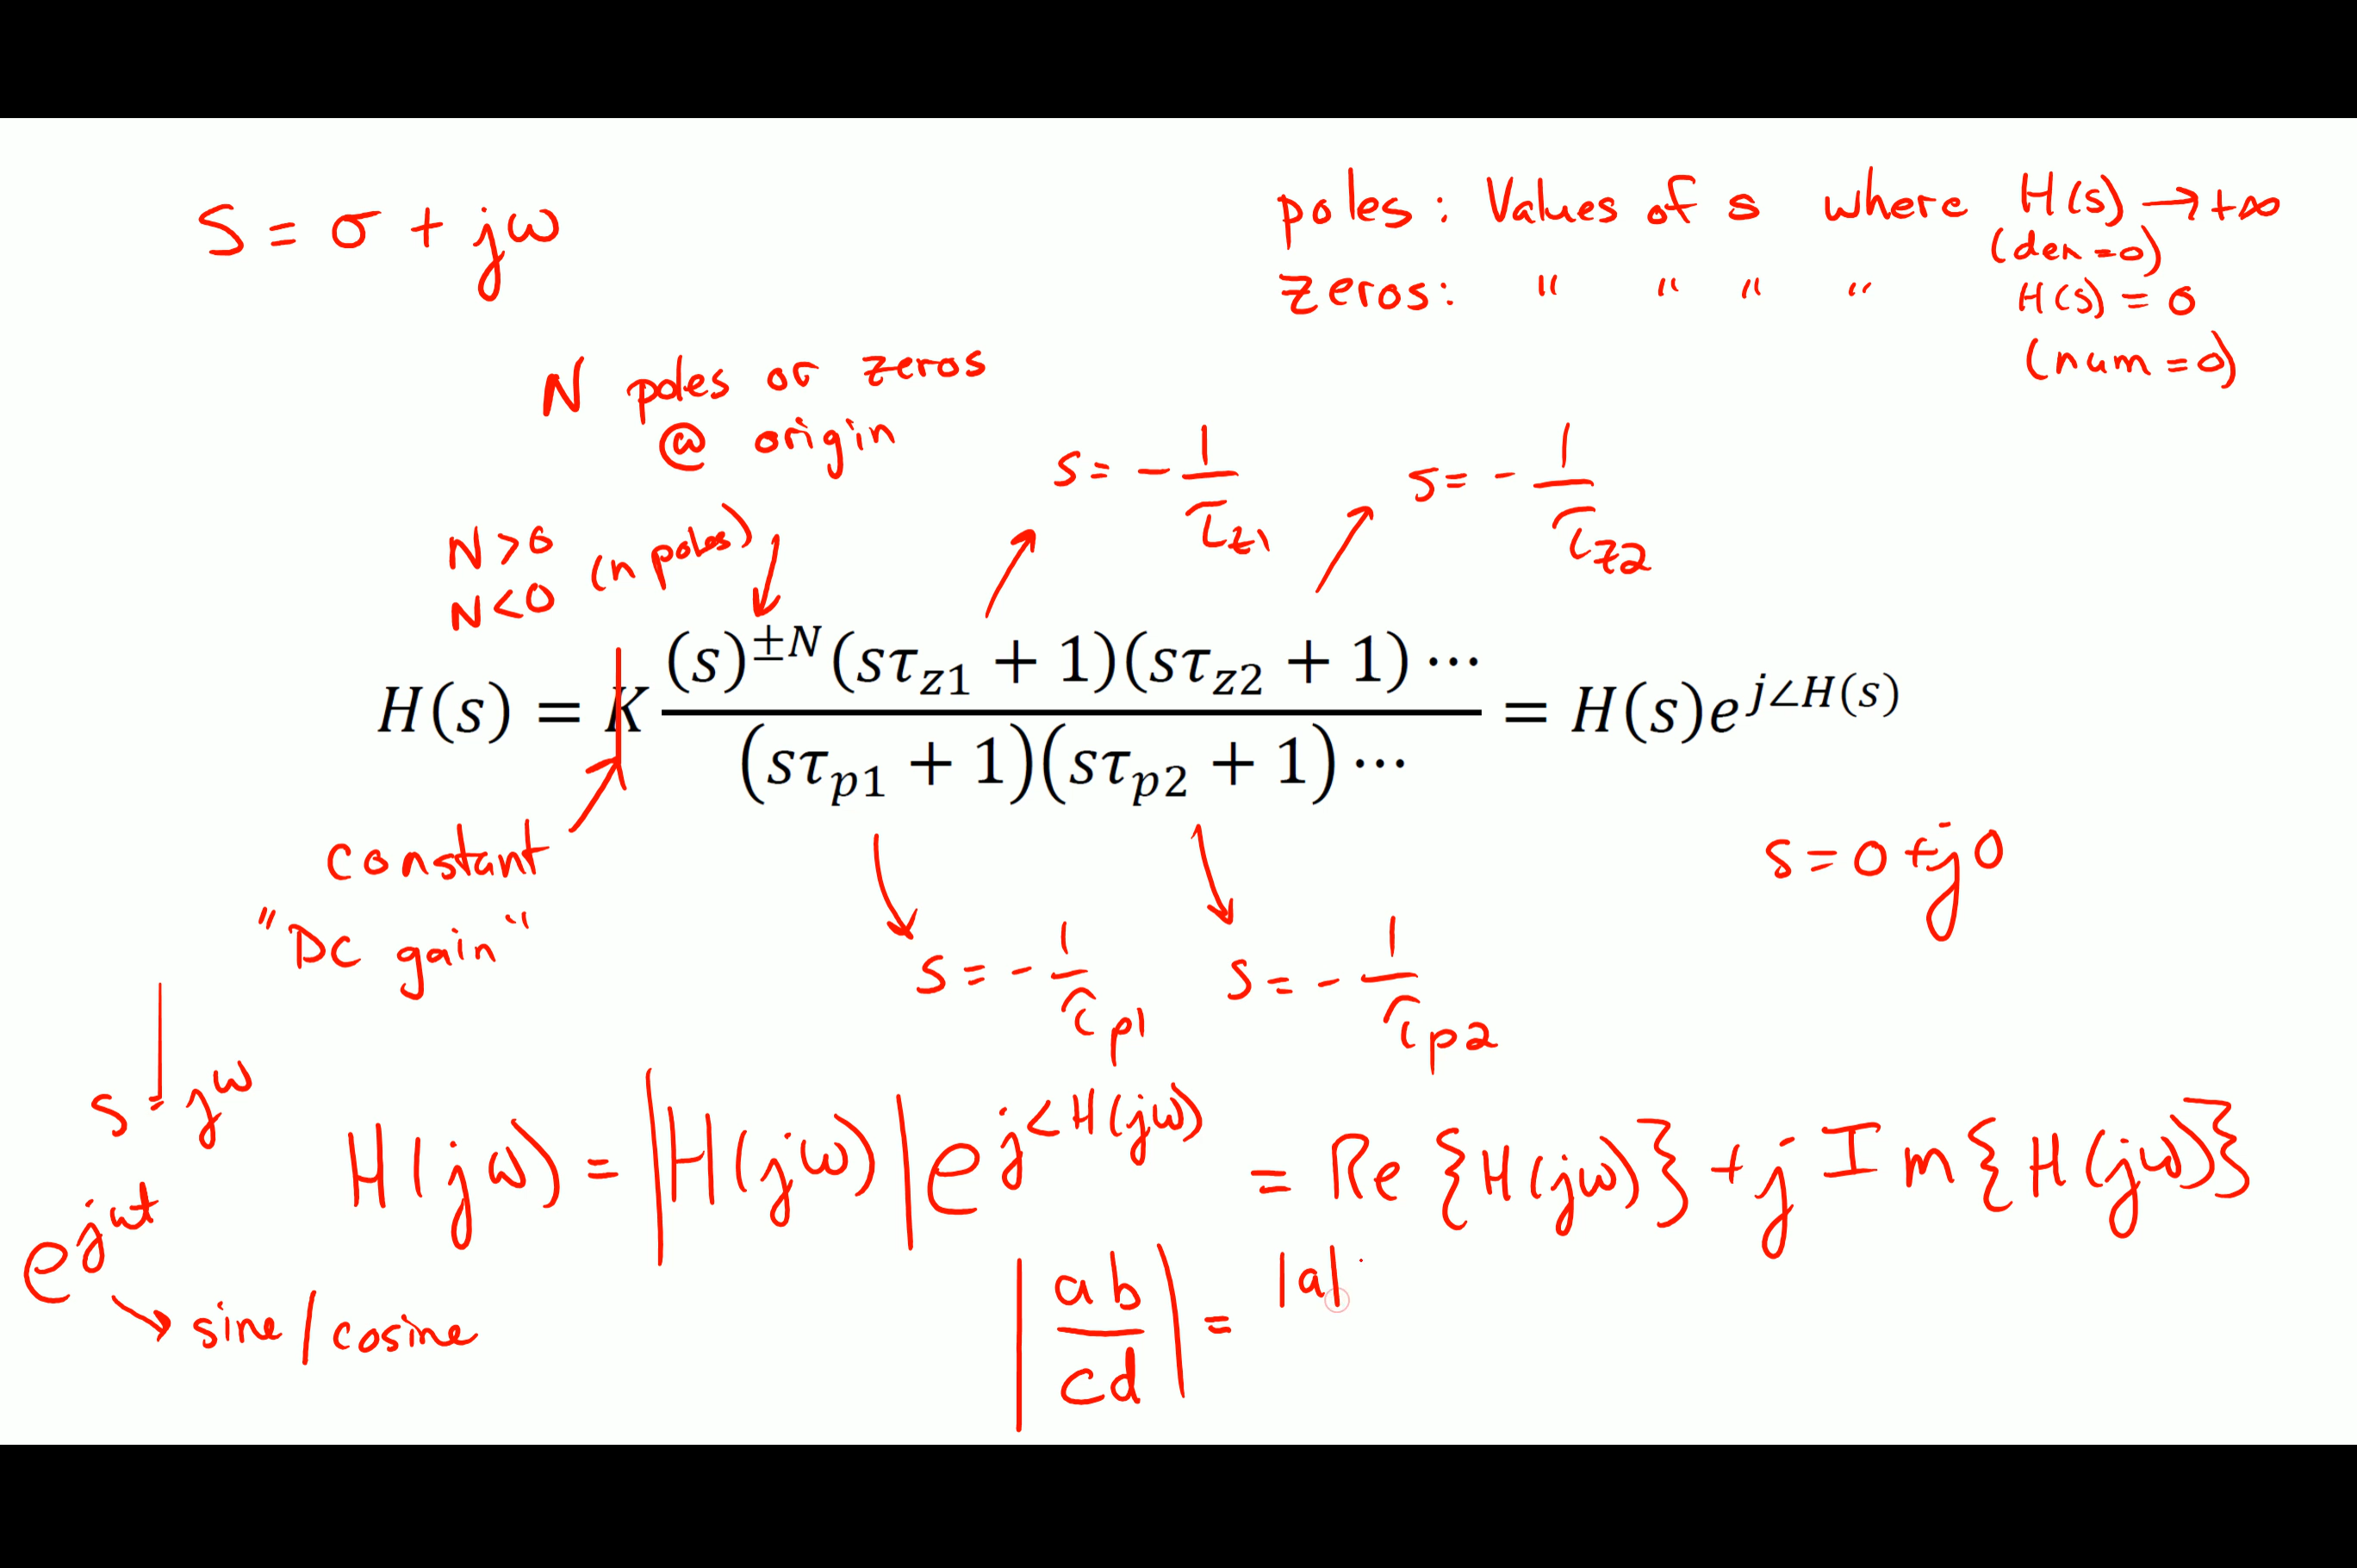 S = σ + jω
poles: Values of s where H(s) → +∞
(den = 0)
zeros: " " " " H(s) = 0
(num = 0)
N poles or zeros
@ origin
N > 0
N < 0 (n poles)
s = - 1/τz1
s = - 1/τz2
H(s) = K (s)^±N (sτz1 + 1)(sτz2 + 1) ⋯ / (sτp1 + 1)(sτp2 + 1) ⋯ = H(s)e^j∠H(s)
constant
"DC gain"
s = 0 + j0
s = - 1/τp1
s = - 1/τp2
s = jω
H(jω) = |H(jω)| e^j∠H(jω) = Re{H(jω)} + j Im{H(jω)}
e^jωt
→ sine/cosine
|ab/cd| = |a|